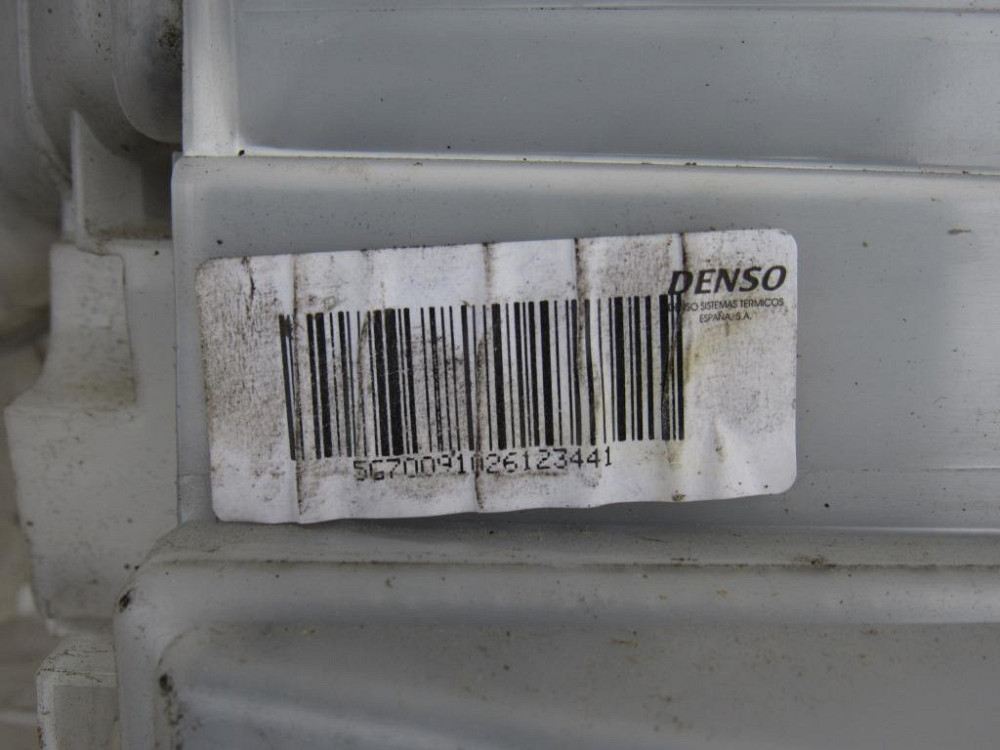 DENSO
DENSO SISTEMAS TERMICOS
ESPAÑA, S.A.
5G70091026123441